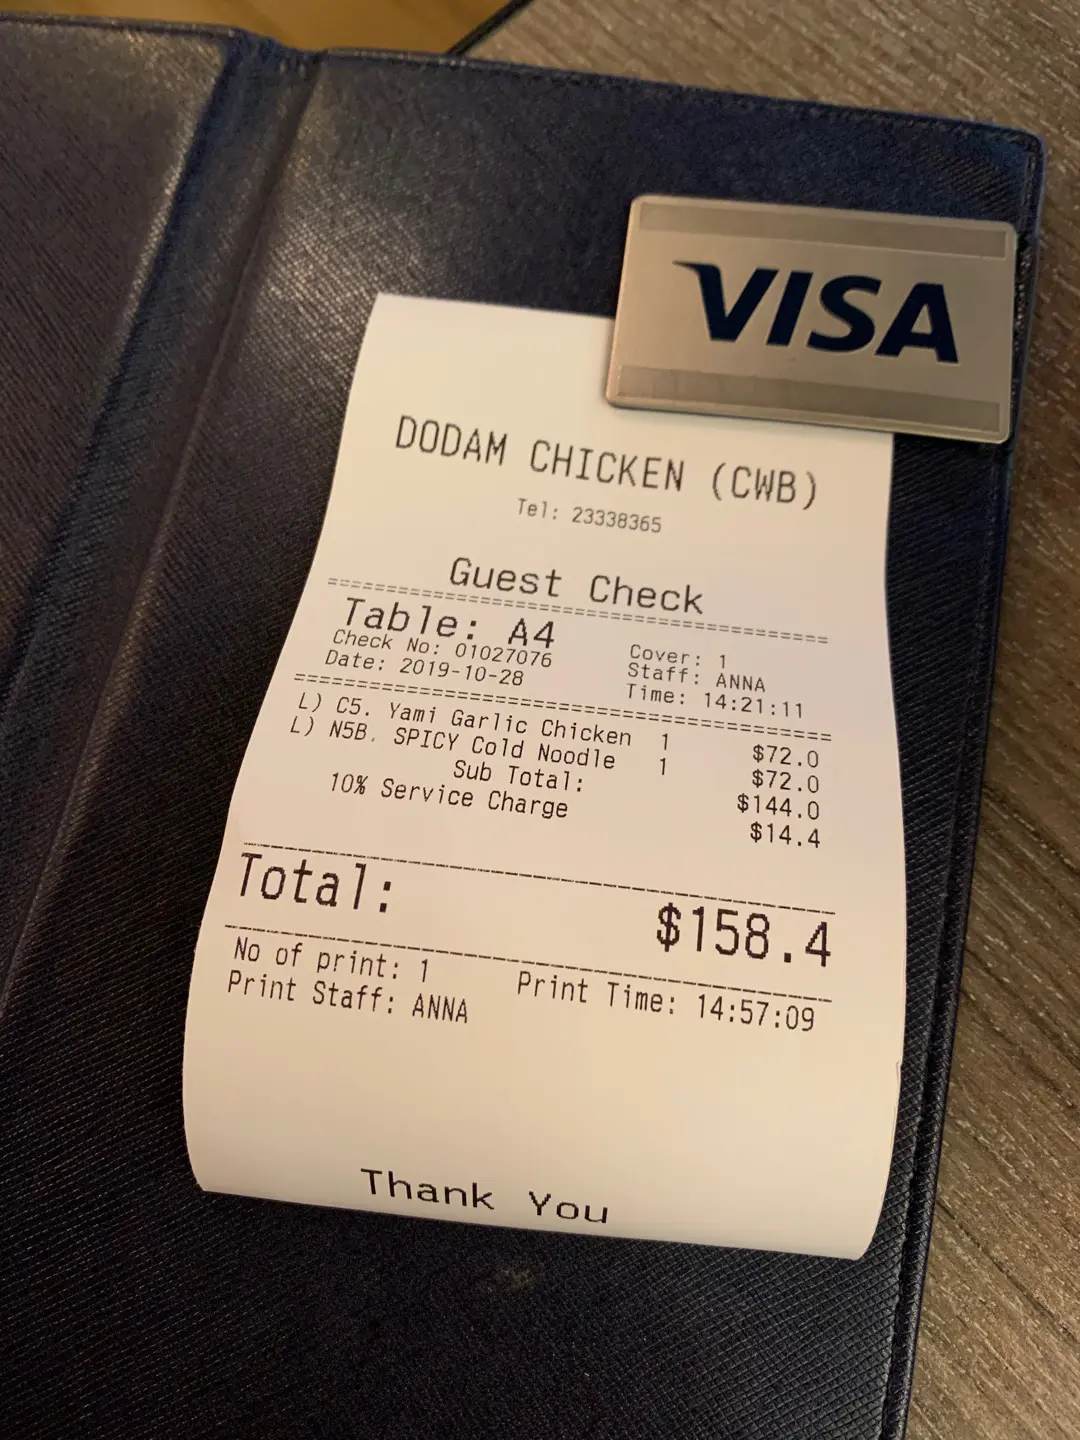 VISA
DODAM CHICKEN (CWB)
Tel: 23338365
Guest Check
Table: A4
Check No: 01027076 Cover: 1
Date: 2019-10-28 Staff: ANNA
Time: 14:21:11
L) C5. Yami Garlic Chicken 1 $72.0
L) N5B. SPICY Cold Noodle 1 $72.0
Sub Total: $144.0
10% Service Charge $14.4
Total: $158.4
No of print: 1
Print Staff: ANNA Print Time: 14:57:09
Thank You